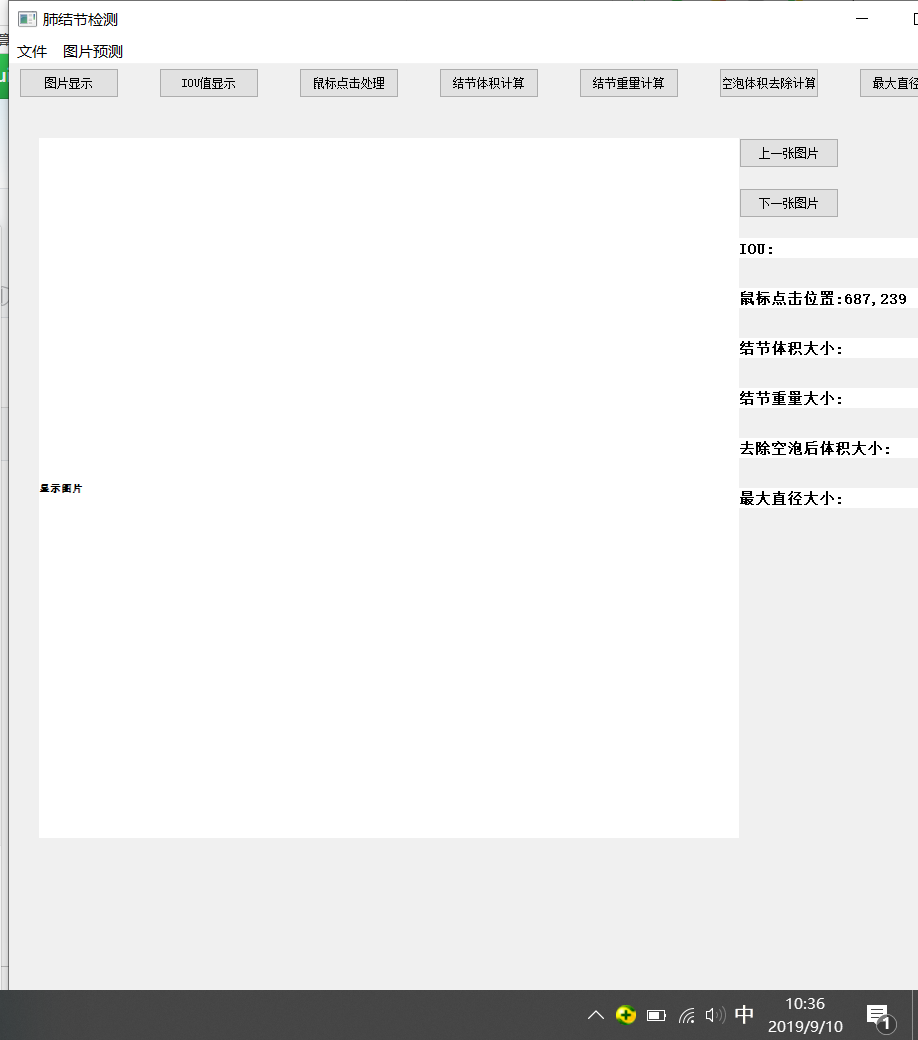 肺结节检测
文件 图片预测
图片显示 IOU值显示 鼠标点击处理 结节体积计算 结节重量计算 空泡体积去除计算 最大直径
上一张图片
下一张图片
IOU:
鼠标点击位置:687,239
结节体积大小:
结节重量大小:
去除空泡后体积大小:
显示图片
最大直径大小:
中
10:36
2019/9/10
1